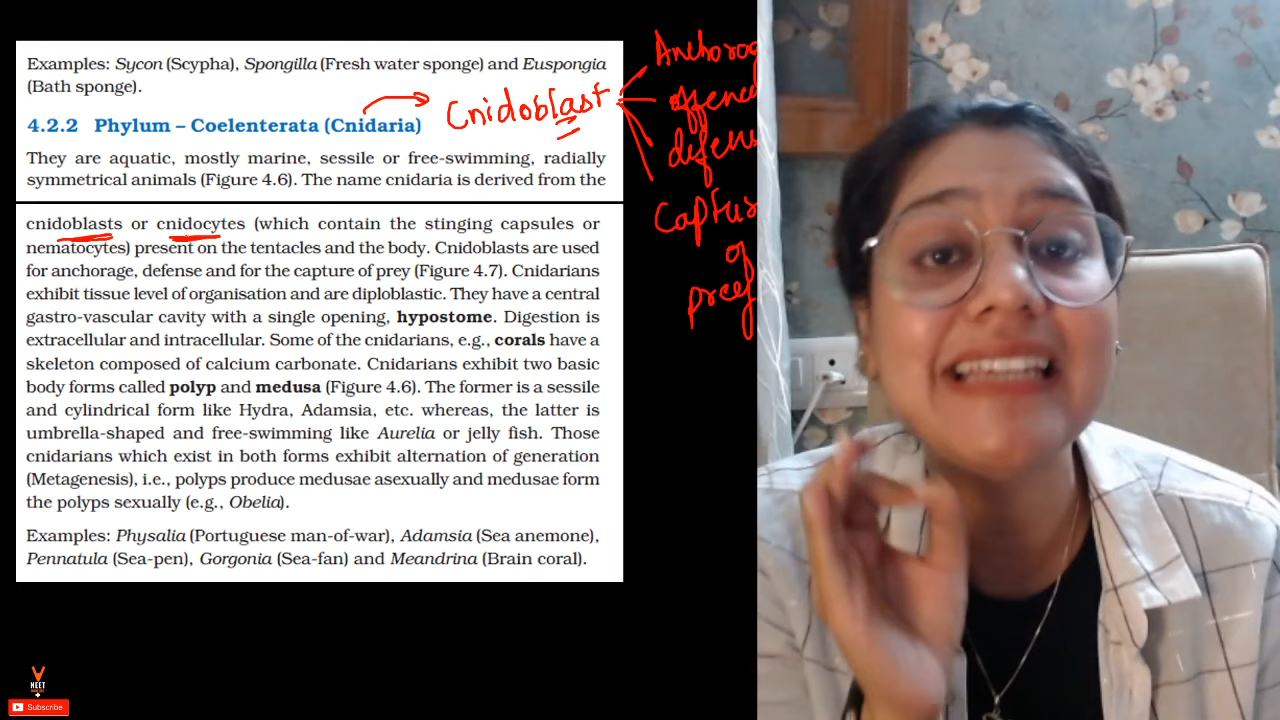 Examples: Sycon (Scypha), Spongilla (Fresh water sponge) and Euspongia
(Bath sponge).
4.2.2 Phylum – Coelenterata (Cnidaria)
Cnidoblast
Anchorag
offence
defens
Captur
of
preey
They are aquatic, mostly marine, sessile or free-swimming, radially
symmetrical animals (Figure 4.6). The name cnidaria is derived from the
cnidoblasts or cnidocytes (which contain the stinging capsules or
nematocytes) present on the tentacles and the body. Cnidoblasts are used
for anchorage, defense and for the capture of prey (Figure 4.7). Cnidarians
exhibit tissue level of organisation and are diploblastic. They have a central
gastro-vascular cavity with a single opening, hypostome. Digestion is
extracellular and intracellular. Some of the cnidarians, e.g., corals have a
skeleton composed of calcium carbonate. Cnidarians exhibit two basic
body forms called polyp and medusa (Figure 4.6). The former is a sessile
and cylindrical form like Hydra, Adamsia, etc. whereas, the latter is
umbrella-shaped and free-swimming like Aurelia or jelly fish. Those
cnidarians which exist in both forms exhibit alternation of generation
(Metagenesis), i.e., polyps produce medusae asexually and medusae form
the polyps sexually (e.g., Obelia).
Examples: Physalia (Portuguese man-of-war), Adamsia (Sea anemone),
Pennatula (Sea-pen), Gorgonia (Sea-fan) and Meandrina (Brain coral).
NEET
Subscribe